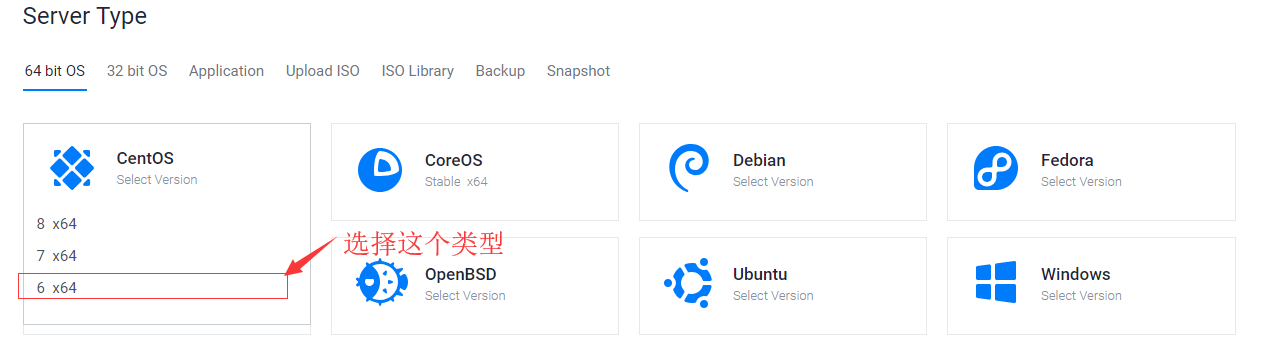 Server Type
64 bit OS 32 bit OS Application Upload ISO ISO Library Backup Snapshot
CentOS
Select Version
8 x64
7 x64
6 x64
CoreOS
Stable x64
Debian
Select Version
Fedora
Select Version
选择这个类型
OpenBSD
Select Version
Ubuntu
Select Version
Windows
Select Version